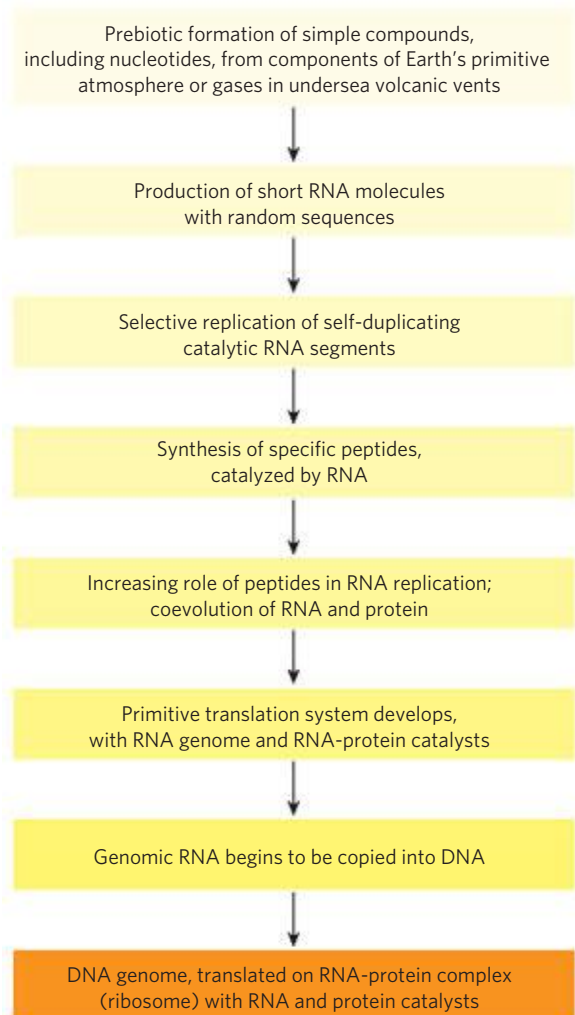 Prebiotic formation of simple compounds,
including nucleotides, from components of Earth’s primitive
atmosphere or gases in undersea volcanic vents
Production of short RNA molecules
with random sequences
Selective replication of self-duplicating
catalytic RNA segments
Synthesis of specific peptides,
catalyzed by RNA
Increasing role of peptides in RNA replication;
coevolution of RNA and protein
Primitive translation system develops,
with RNA genome and RNA-protein catalysts
Genomic RNA begins to be copied into DNA
DNA genome, translated on RNA-protein complex
(ribosome) with RNA and protein catalysts